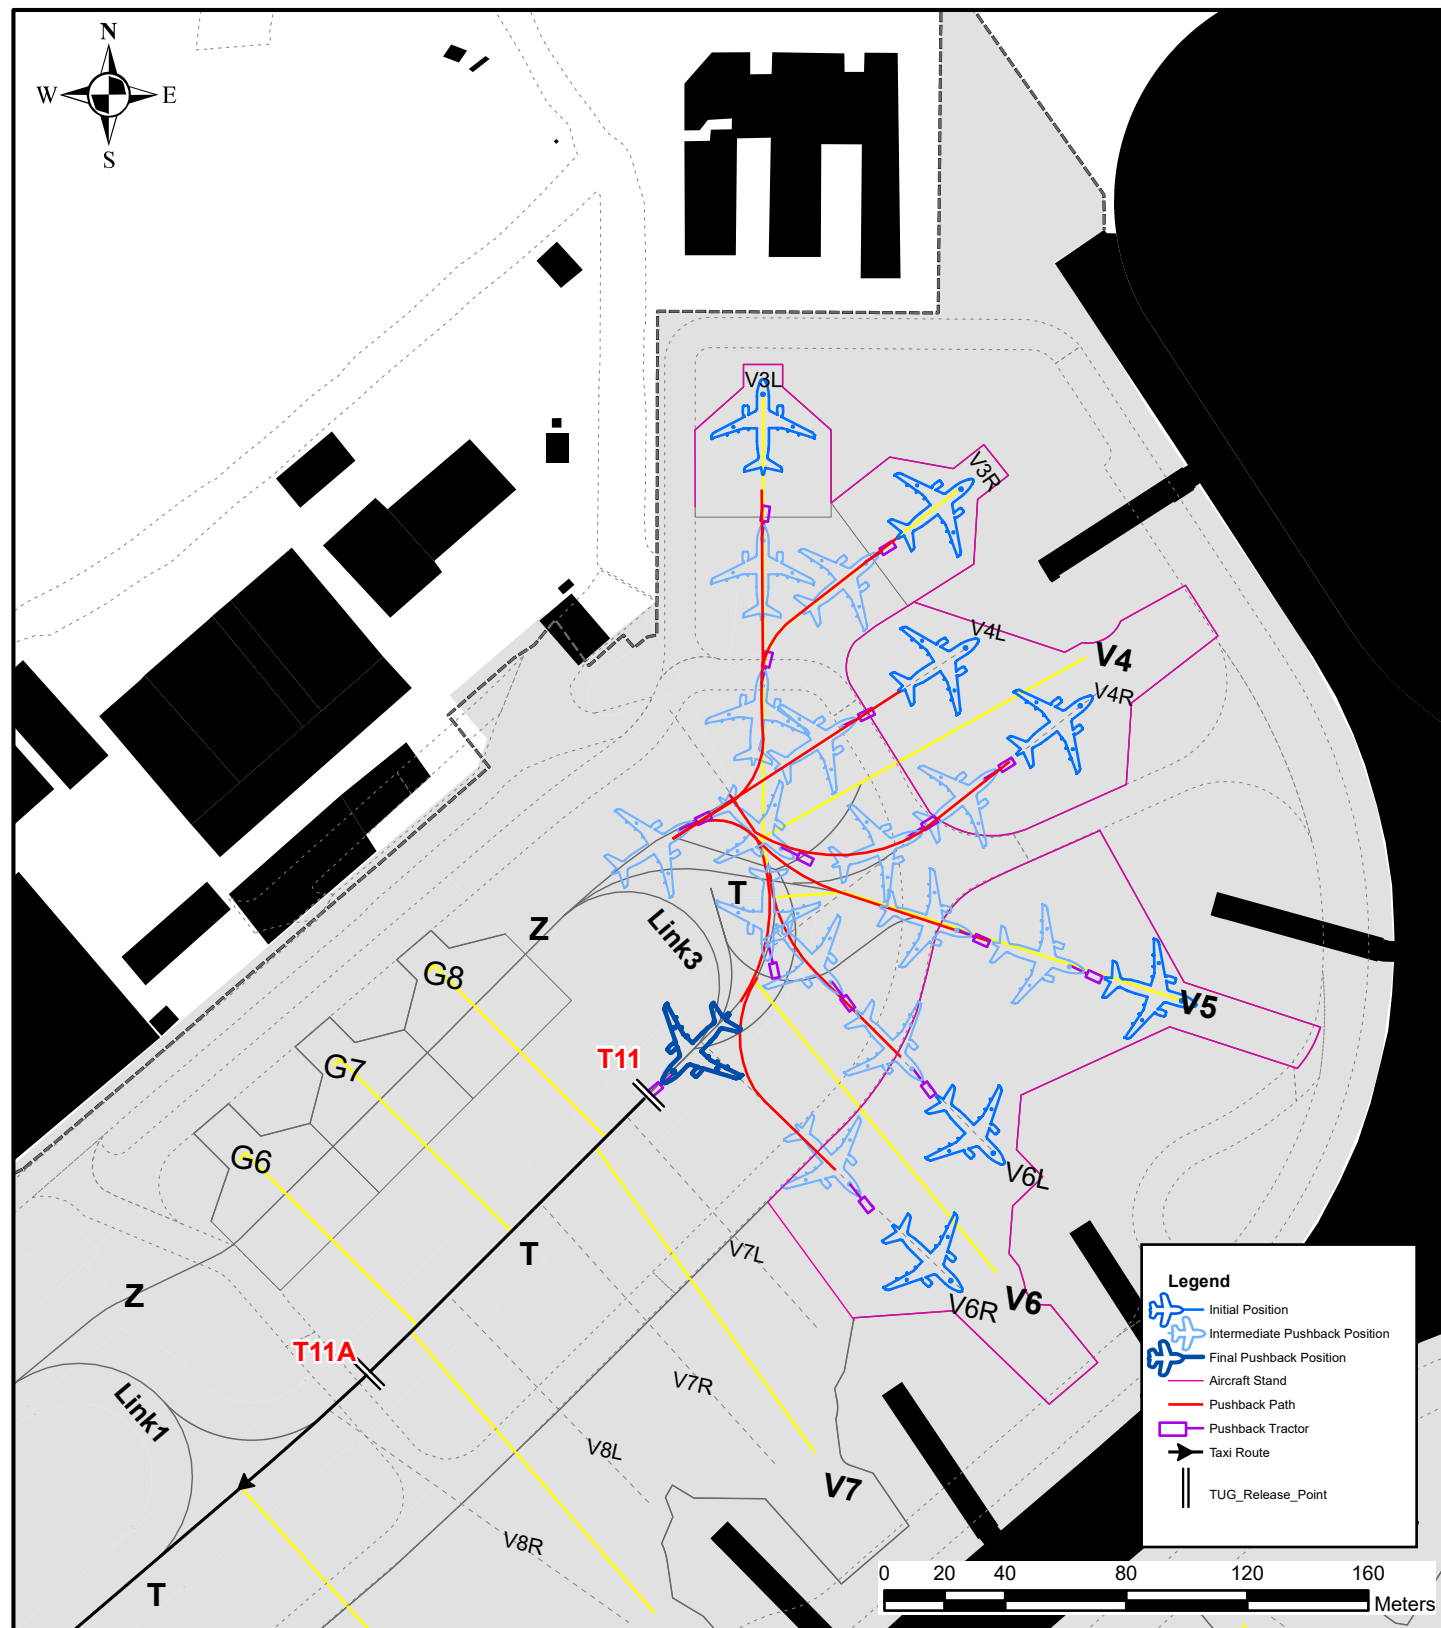 N
W
E
S
V3L
V3R
V4L
V4
V4R
T
Z
Link3
G8
V5
T11
G7
G6
V6L
T
V7L
Z
V6R
V6
T11A
V7R
Link1
V8L
V7
V8R
T
Legend
Initial Position
Intermediate Pushback Position
Final Pushback Position
Aircraft Stand
Pushback Path
Pushback Tractor
Taxi Route
TUG_Release_Point
0 20 40 80 120 160
Meters